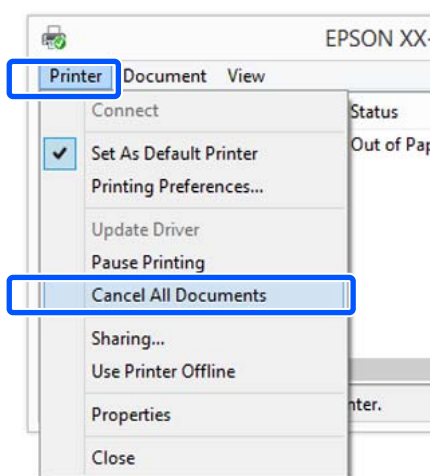 EPSON XX-
Printer Document View
Connect
Status
Set As Default Printer
Out of Pap
Printing Preferences...
Update Driver
Pause Printing
Cancel All Documents
Sharing...
Use Printer Offline
Properties
nter.
Close